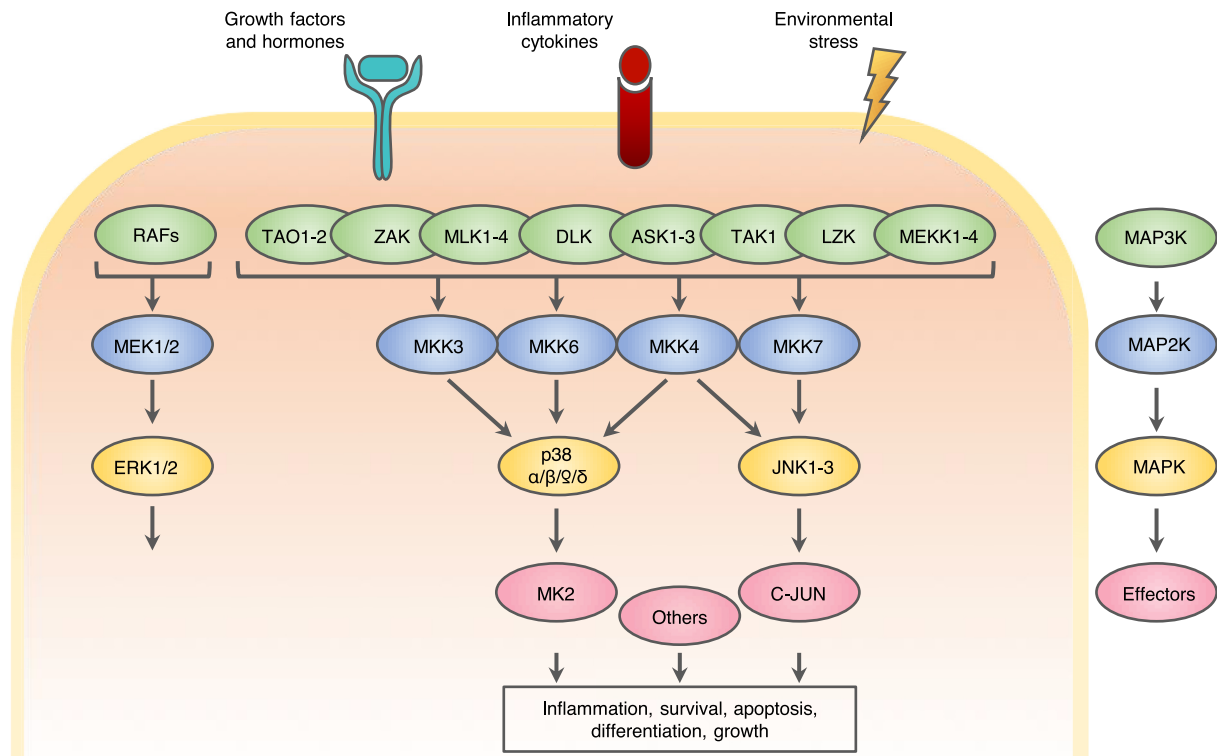 Growth factors
and hormones
Inflammatory
cytokines
Environmental
stress
RAFs
TAO1-2
ZAK
MLK1-4
DLK
ASK1-3
TAK1
LZK
MEKK1-4
MAP3K
MEK1/2
MKK3
MKK6
MKK4
MKK7
MAP2K
ERK1/2
p38
α/β/♀/δ
JNK1-3
MAPK
MK2
Others
C-JUN
Effectors
Inflammation, survival, apoptosis,
differentiation, growth